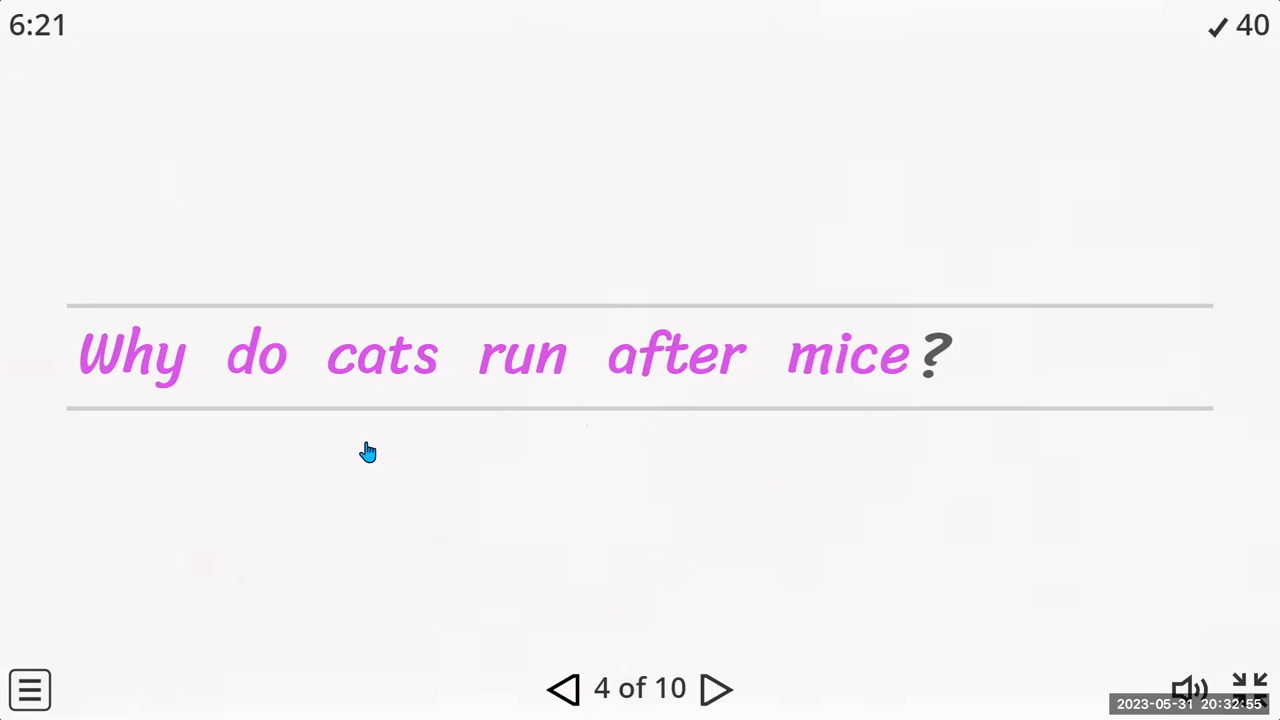 6:21
✓ 40
Why do cats run after mice?
4 of 10
2023-05-31 20:32:55